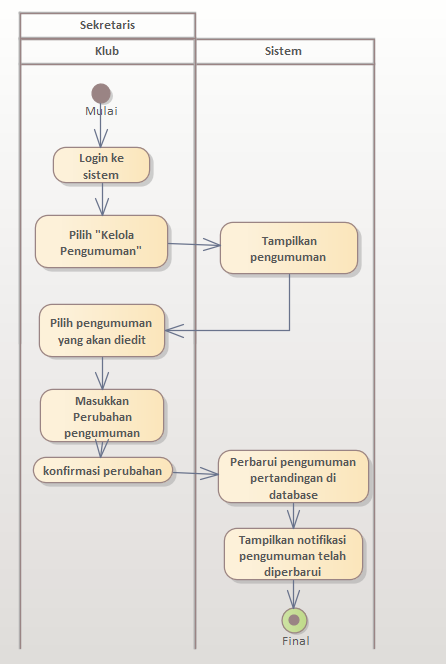 Sekretaris
Klub
Sistem
Mulai
Login ke
sistem
Pilih "Kelola
Pengumuman"
Tampilkan
pengumuman
Pilih pengumuman
yang akan diedit
Masukkan
Perubahan
pengumuman
konfirmasi perubahan
Perbarui pengumuman
pertandingan di
database
Tampilkan notifikasi
pengumuman telah
diperbarui
Final